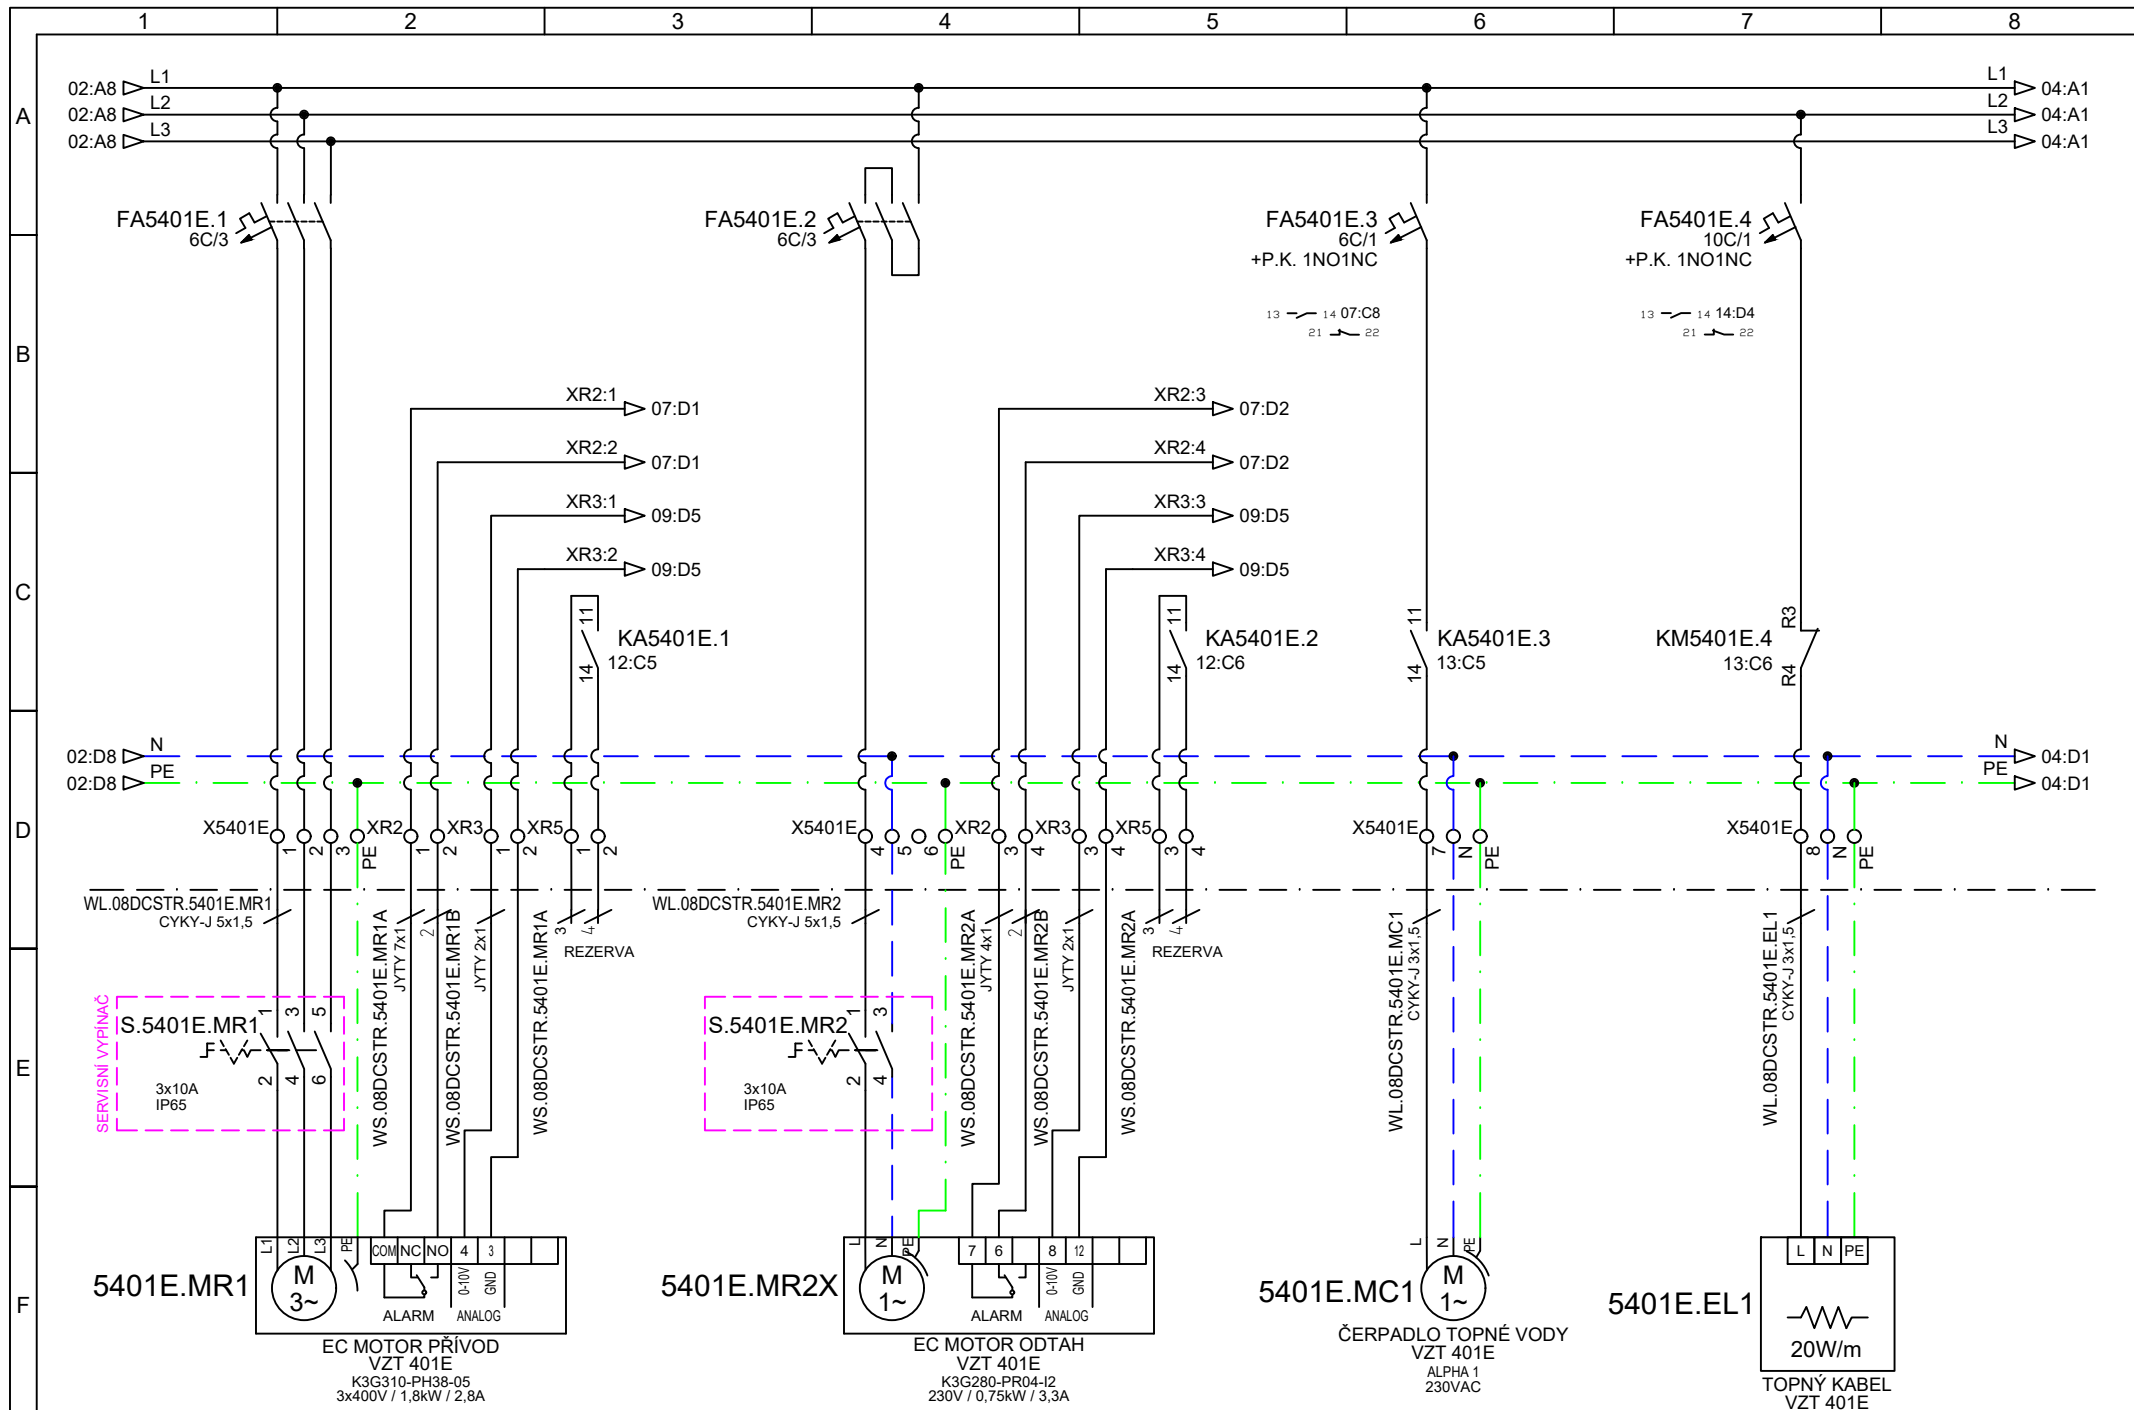 1 2 3 4 5 6 7 8
A
B
C
D
E
F
02:A8 L1 L1 04:A1
02:A8 L2 L2 04:A1
02:A8 L3 L3 04:A1
FA5401E.1
6C/3
FA5401E.2
6C/3
FA5401E.3
6C/1
+P.K. 1NO1NC
13 14 07:C8
21 22
FA5401E.4
10C/1
+P.K. 1NO1NC
13 14 14:D4
21 22
XR2:1 07:D1
XR2:2 07:D1
XR3:1 09:D5
XR3:2 09:D5
XR2:3 07:D2
XR2:4 07:D2
XR3:3 09:D5
XR3:4 09:D5
11
14
KA5401E.1
12:C5
11
14
KA5401E.2
12:C6
11
14
KA5401E.3
13:C5
R3
R4
KM5401E.4
13:C6
02:D8 N N 04:D1
02:D8 PE PE 04:D1
X5401E 1 2 3 PE
XR2 1 2
XR3 1 2
XR5 1 2
X5401E 4 5 6 PE
XR2 3 4
XR3 3 4
XR5 3 4
X5401E 7 N PE
X5401E 8 N PE
WL.08DCSTR.5401E.MR1
CYKY-J 5x1,5
WS.08DCSTR.5401E.MR1A
JYTY 7x1
2
WS.08DCSTR.5401E.MR1B
JYTY 2x1
WS.08DCSTR.5401E.MR1A
3 4
REZERVA
WL.08DCSTR.5401E.MR2
CYKY-J 5x1,5
WS.08DCSTR.5401E.MR2A
JYTY 4x1
2
WS.08DCSTR.5401E.MR2B
JYTY 2x1
WS.08DCSTR.5401E.MR2A
3 4
REZERVA
WL.08DCSTR.5401E.MC1
CYKY-J 3x1,5
WL.08DCSTR.5401E.EL1
CYKY-J 3x1,5
SERVISNÍ VYPÍNAČ
S.5401E.MR1
1 3 5
2 4 6
3x10A
IP65
S.5401E.MR2
1 3
2 4
3x10A
IP65
5401E.MR1
L1 L2 L3 PE
M
3~
COM NC NO 4 3
0-10V GND
ALARM ANALOG
EC MOTOR PŘÍVOD
VZT 401E
K3G310-PH38-05
3x400V / 1,8kW / 2,8A
5401E.MR2X
L N PE
M
1~
7 6 8 12
0-10V GND
ALARM ANALOG
EC MOTOR ODTAH
VZT 401E
K3G280-PR04-I2
230V / 0,75kW / 3,3A
5401E.MC1
L N PE
M
1~
ČERPADLO TOPNÉ VODY
VZT 401E
ALPHA 1
230VAC
5401E.EL1
L N PE
20W/m
TOPNÝ KABEL
VZT 401E